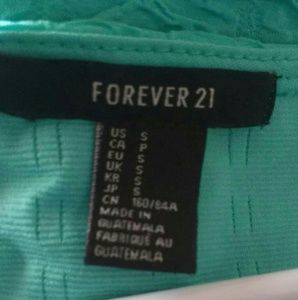 FOREVER 21
US S
CA P
EU S
UK S
KR S
JP S
CN 160/84A
MADE IN
GUATEMALA
FABRIQUÉ AU
GUATEMALA